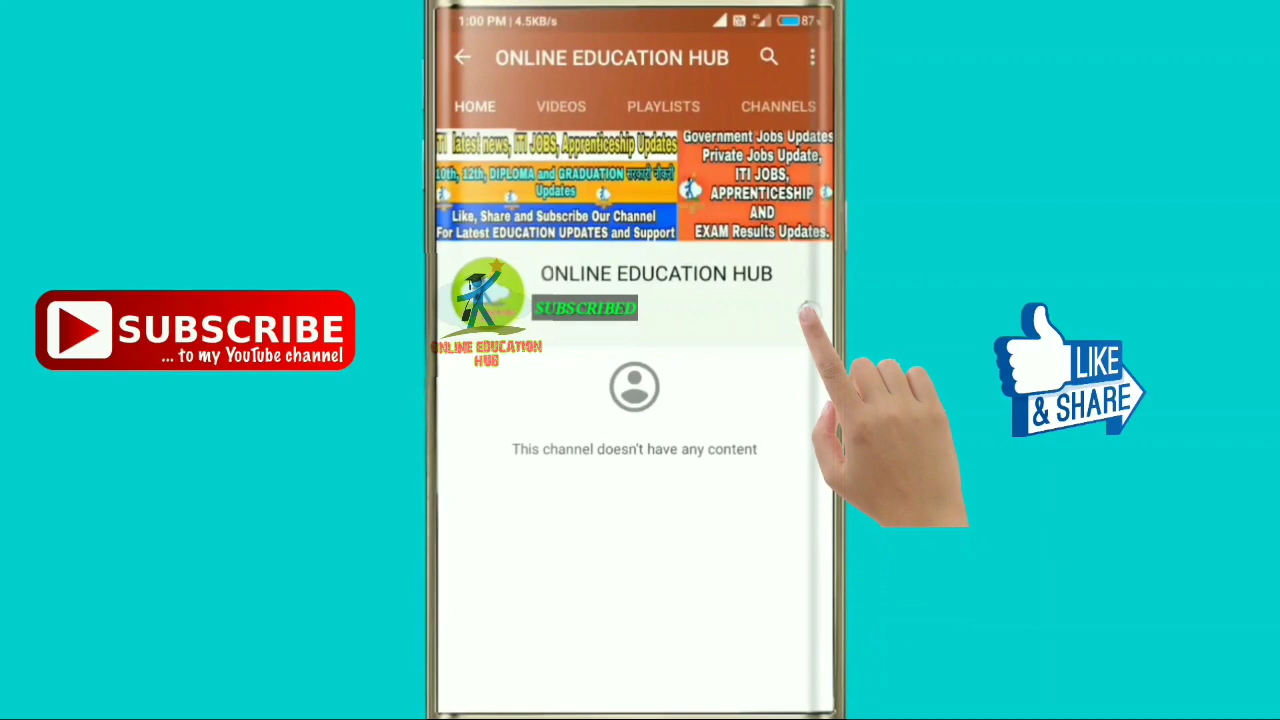 1:00 PM | 4.5KB/s
87
ONLINE EDUCATION HUB
HOME VIDEOS PLAYLISTS CHANNELS
ITI latest news, ITI JOBS, Apprenticeship Updates
10th, 12th, DIPLOMA and GRADUATION सरकारी नौकरी
Updates
Like, Share and Subscribe Our Channel
For Latest EDUCATION UPDATES and Support
Government Jobs Updates
Private Jobs Update,
ITI JOBS,
APPRENTICESHIP
AND
EXAM Results Updates.
ONLINE EDUCATION HUB
SUBSCRIBED
ONLINE EDUCATION
HUB
This channel doesn't have any content
SUBSCRIBE
... to my YouTube channel
LIKE
& SHARE